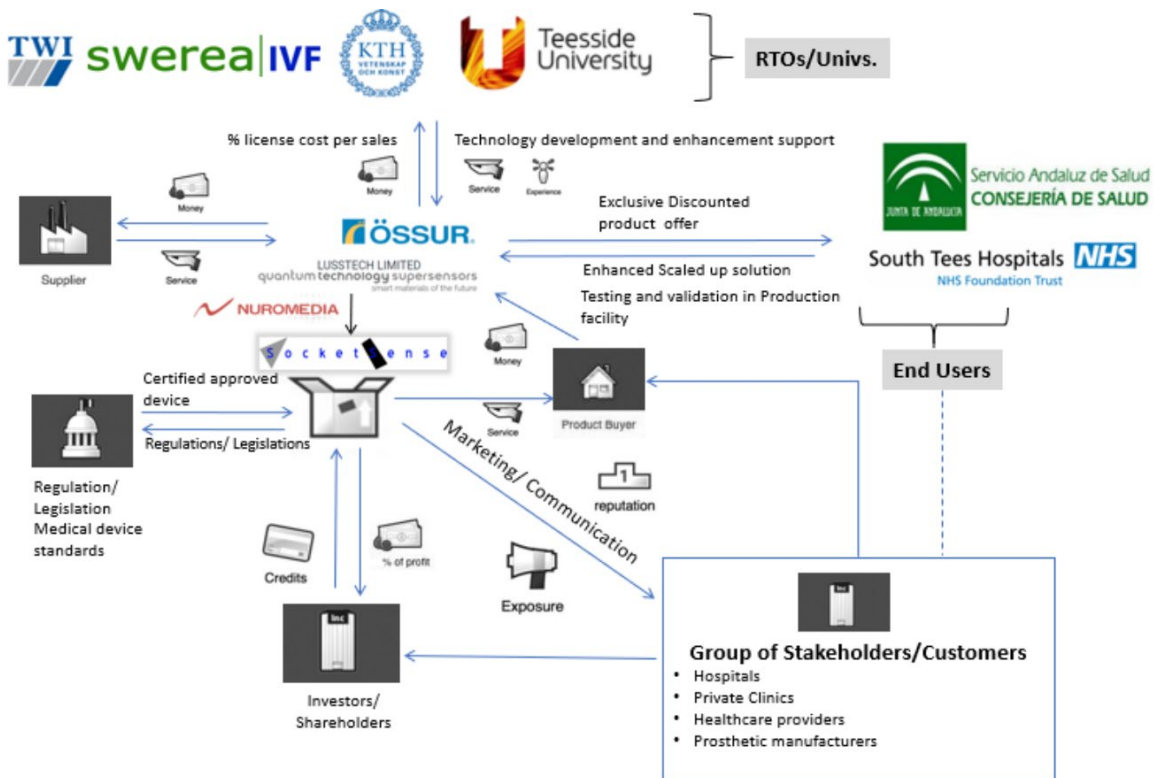 TWI
swerea|IVF
KTH
VETENSKAP
OCH KONST
Teesside
University
RTOs/Univs.
% license cost per sales
Technology development and enhancement support
Money
Service
Experience
Money
Supplier
Service
ÖSSUR.
LUSSTECH LIMITED
quantum technology supersensors
smart materials of the future
NUROMEDIA
SocketSense
Exclusive Discounted
product offer
Enhanced Scaled up solution
Testing and validation in Production
facility
JUNTA DE ANDALUCIA
Servicio Andaluz de Salud
CONSEJERÍA DE SALUD
South Tees Hospitals NHS
NHS Foundation Trust
End Users
Money
Product Buyer
Service
Certified approved
device
Regulations/ Legislations
Regulation/
Legislation
Medical device
standards
Marketing/ Communication
1
reputation
Exposure
Credits
% of profit
Inc
Investors/
Shareholders
Inc
Group of Stakeholders/Customers
• Hospitals
• Private Clinics
• Healthcare providers
• Prosthetic manufacturers